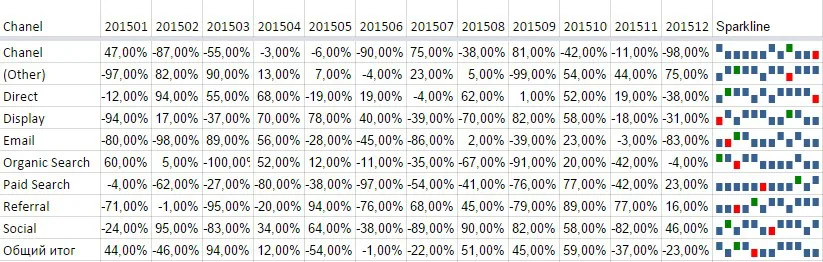 Chanel 201501 201502 201503 201504 201505 201506 201507 201508 201509 201510 201511 201512 Sparkline
Chanel 47,00% -87,00% -55,00% -3,00% -6,00% -90,00% 75,00% -38,00% 81,00% -42,00% -11,00% -98,00%
(Other) -97,00% 82,00% 90,00% 13,00% 7,00% -4,00% 23,00% 5,00% -99,00% 54,00% 44,00% 75,00%
Direct -12,00% 94,00% 55,00% 68,00% -19,00% 19,00% -4,00% 62,00% 1,00% 52,00% 19,00% -38,00%
Display -94,00% 17,00% -37,00% 70,00% 78,00% 40,00% -39,00% -70,00% 82,00% 58,00% -18,00% -31,00%
Email -80,00% -98,00% 89,00% 56,00% -28,00% -45,00% -86,00% 2,00% -39,00% 23,00% -3,00% -83,00%
Organic Search 60,00% 5,00% -100,00% 52,00% 12,00% -11,00% -35,00% -67,00% -91,00% 20,00% -42,00% -4,00%
Paid Search -4,00% -62,00% -27,00% -80,00% -38,00% -97,00% -54,00% -41,00% -76,00% 77,00% -42,00% 23,00%
Referral -71,00% -1,00% -95,00% -20,00% 94,00% -76,00% 68,00% 45,00% -79,00% 89,00% 77,00% 16,00%
Social -24,00% 95,00% -83,00% 34,00% 64,00% -38,00% -89,00% 90,00% 82,00% 58,00% -82,00% 46,00%
Общий итог 44,00% -46,00% 94,00% 12,00% -54,00% -1,00% -22,00% 51,00% 45,00% 59,00% -37,00% -23,00%